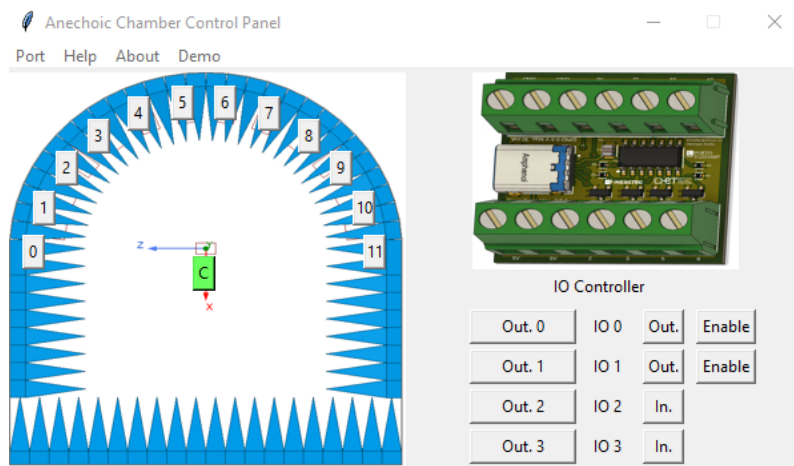 Anechoic Chamber Control Panel
Port Help About Demo
0
1
2
3
4
5
6
7
8
9
10
11
Z
Y
C
X
Amphenol
IO Controller
Out. 0 IO 0 Out. Enable
Out. 1 IO 1 Out. Enable
Out. 2 IO 2 In.
Out. 3 IO 3 In.